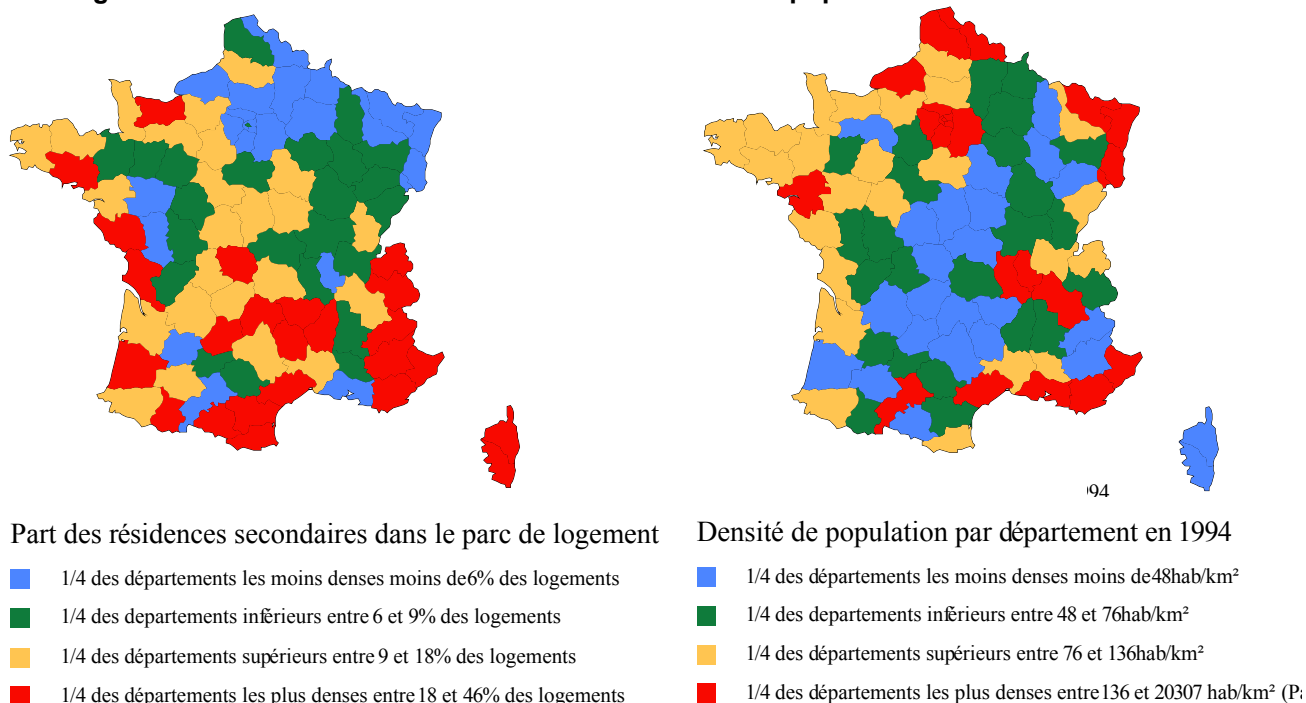 94
Part des résidences secondaires dans le parc de logement
1/4 des départements les moins denses moins de6% des logements
1/4 des departements inférieurs entre 6 et 9% des logements
1/4 des départements supérieurs entre 9 et 18% des logements
1/4 des départements les plus denses entre 18 et 46% des logements
Densité de population par département en 1994
1/4 des départements les moins denses moins de48hab/km²
1/4 des départements inférieurs entre 48 et 76hab/km²
1/4 des départements supérieurs entre 76 et 136hab/km²
1/4 des départements les plus denses entre 136 et 20307 hab/km² (Pa